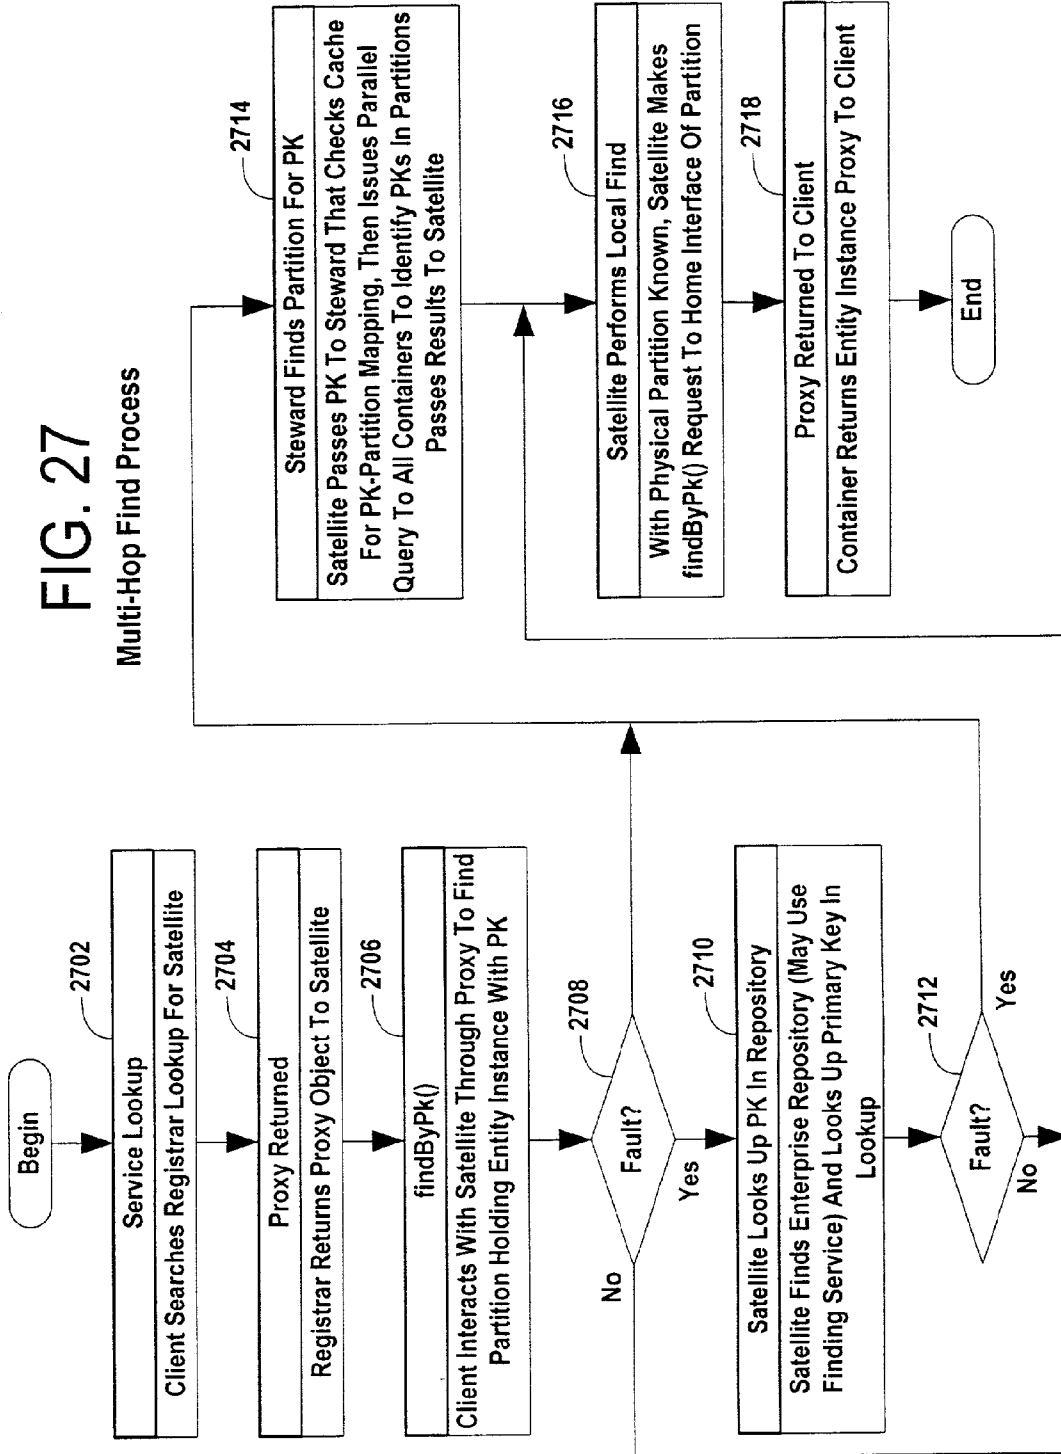 FIG. 27
Multi-Hop Find Process
Begin
2702
Service Lookup
Client Searches Registrar Lookup For Satellite
2704
Proxy Returned
Registrar Returns Proxy Object To Satellite
2706
findByPk()
Client Interacts With Satellite Through Proxy To Find
Partition Holding Entity Instance With PK
2708
Fault?
No
Yes
2710
Satellite Looks Up PK In Repository
Satellite Finds Enterprise Repository (May Use
Finding Service) And Looks Up Primary Key In
Lookup
2712
Fault?
Yes
No
2714
Steward Finds Partition For PK
Satellite Passes PK To Steward That Checks Cache
For PK-Partition Mapping, Then Issues Parallel
Query To All Containers To Identify PKs In Partitions
Passes Results To Satellite
2716
Satellite Performs Local Find
With Physical Partition Known, Satellite Makes
findByPk() Request To Home Interface Of Partition
2718
Proxy Returned To Client
Container Returns Entity Instance Proxy To Client
End